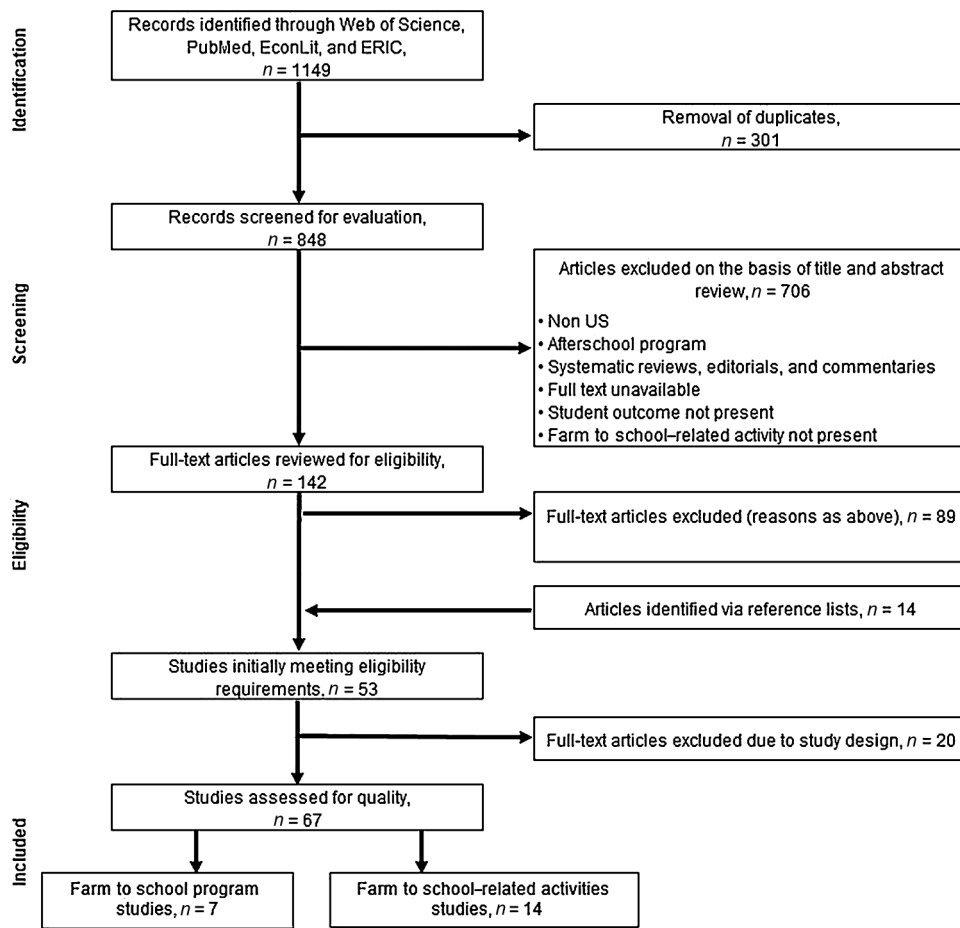 Identification
Records identified through Web of Science,
PubMed, EconLit, and ERIC,
n = 1149
Removal of duplicates,
n = 301
Records screened for evaluation,
n = 848
Screening
Articles excluded on the basis of title and abstract
review, n = 706
• Non US
• Afterschool program
• Systematic reviews, editorials, and commentaries
• Full text unavailable
• Student outcome not present
• Farm to school–related activity not present
Full-text articles reviewed for eligibility,
n = 142
Eligibility
Full-text articles excluded (reasons as above), n = 89
Articles identified via reference lists, n = 14
Studies initially meeting eligibility
requirements, n = 53
Full-text articles excluded due to study design, n = 20
Included
Studies assessed for quality,
n = 67
Farm to school program
studies, n = 7
Farm to school–related activities
studies, n = 14